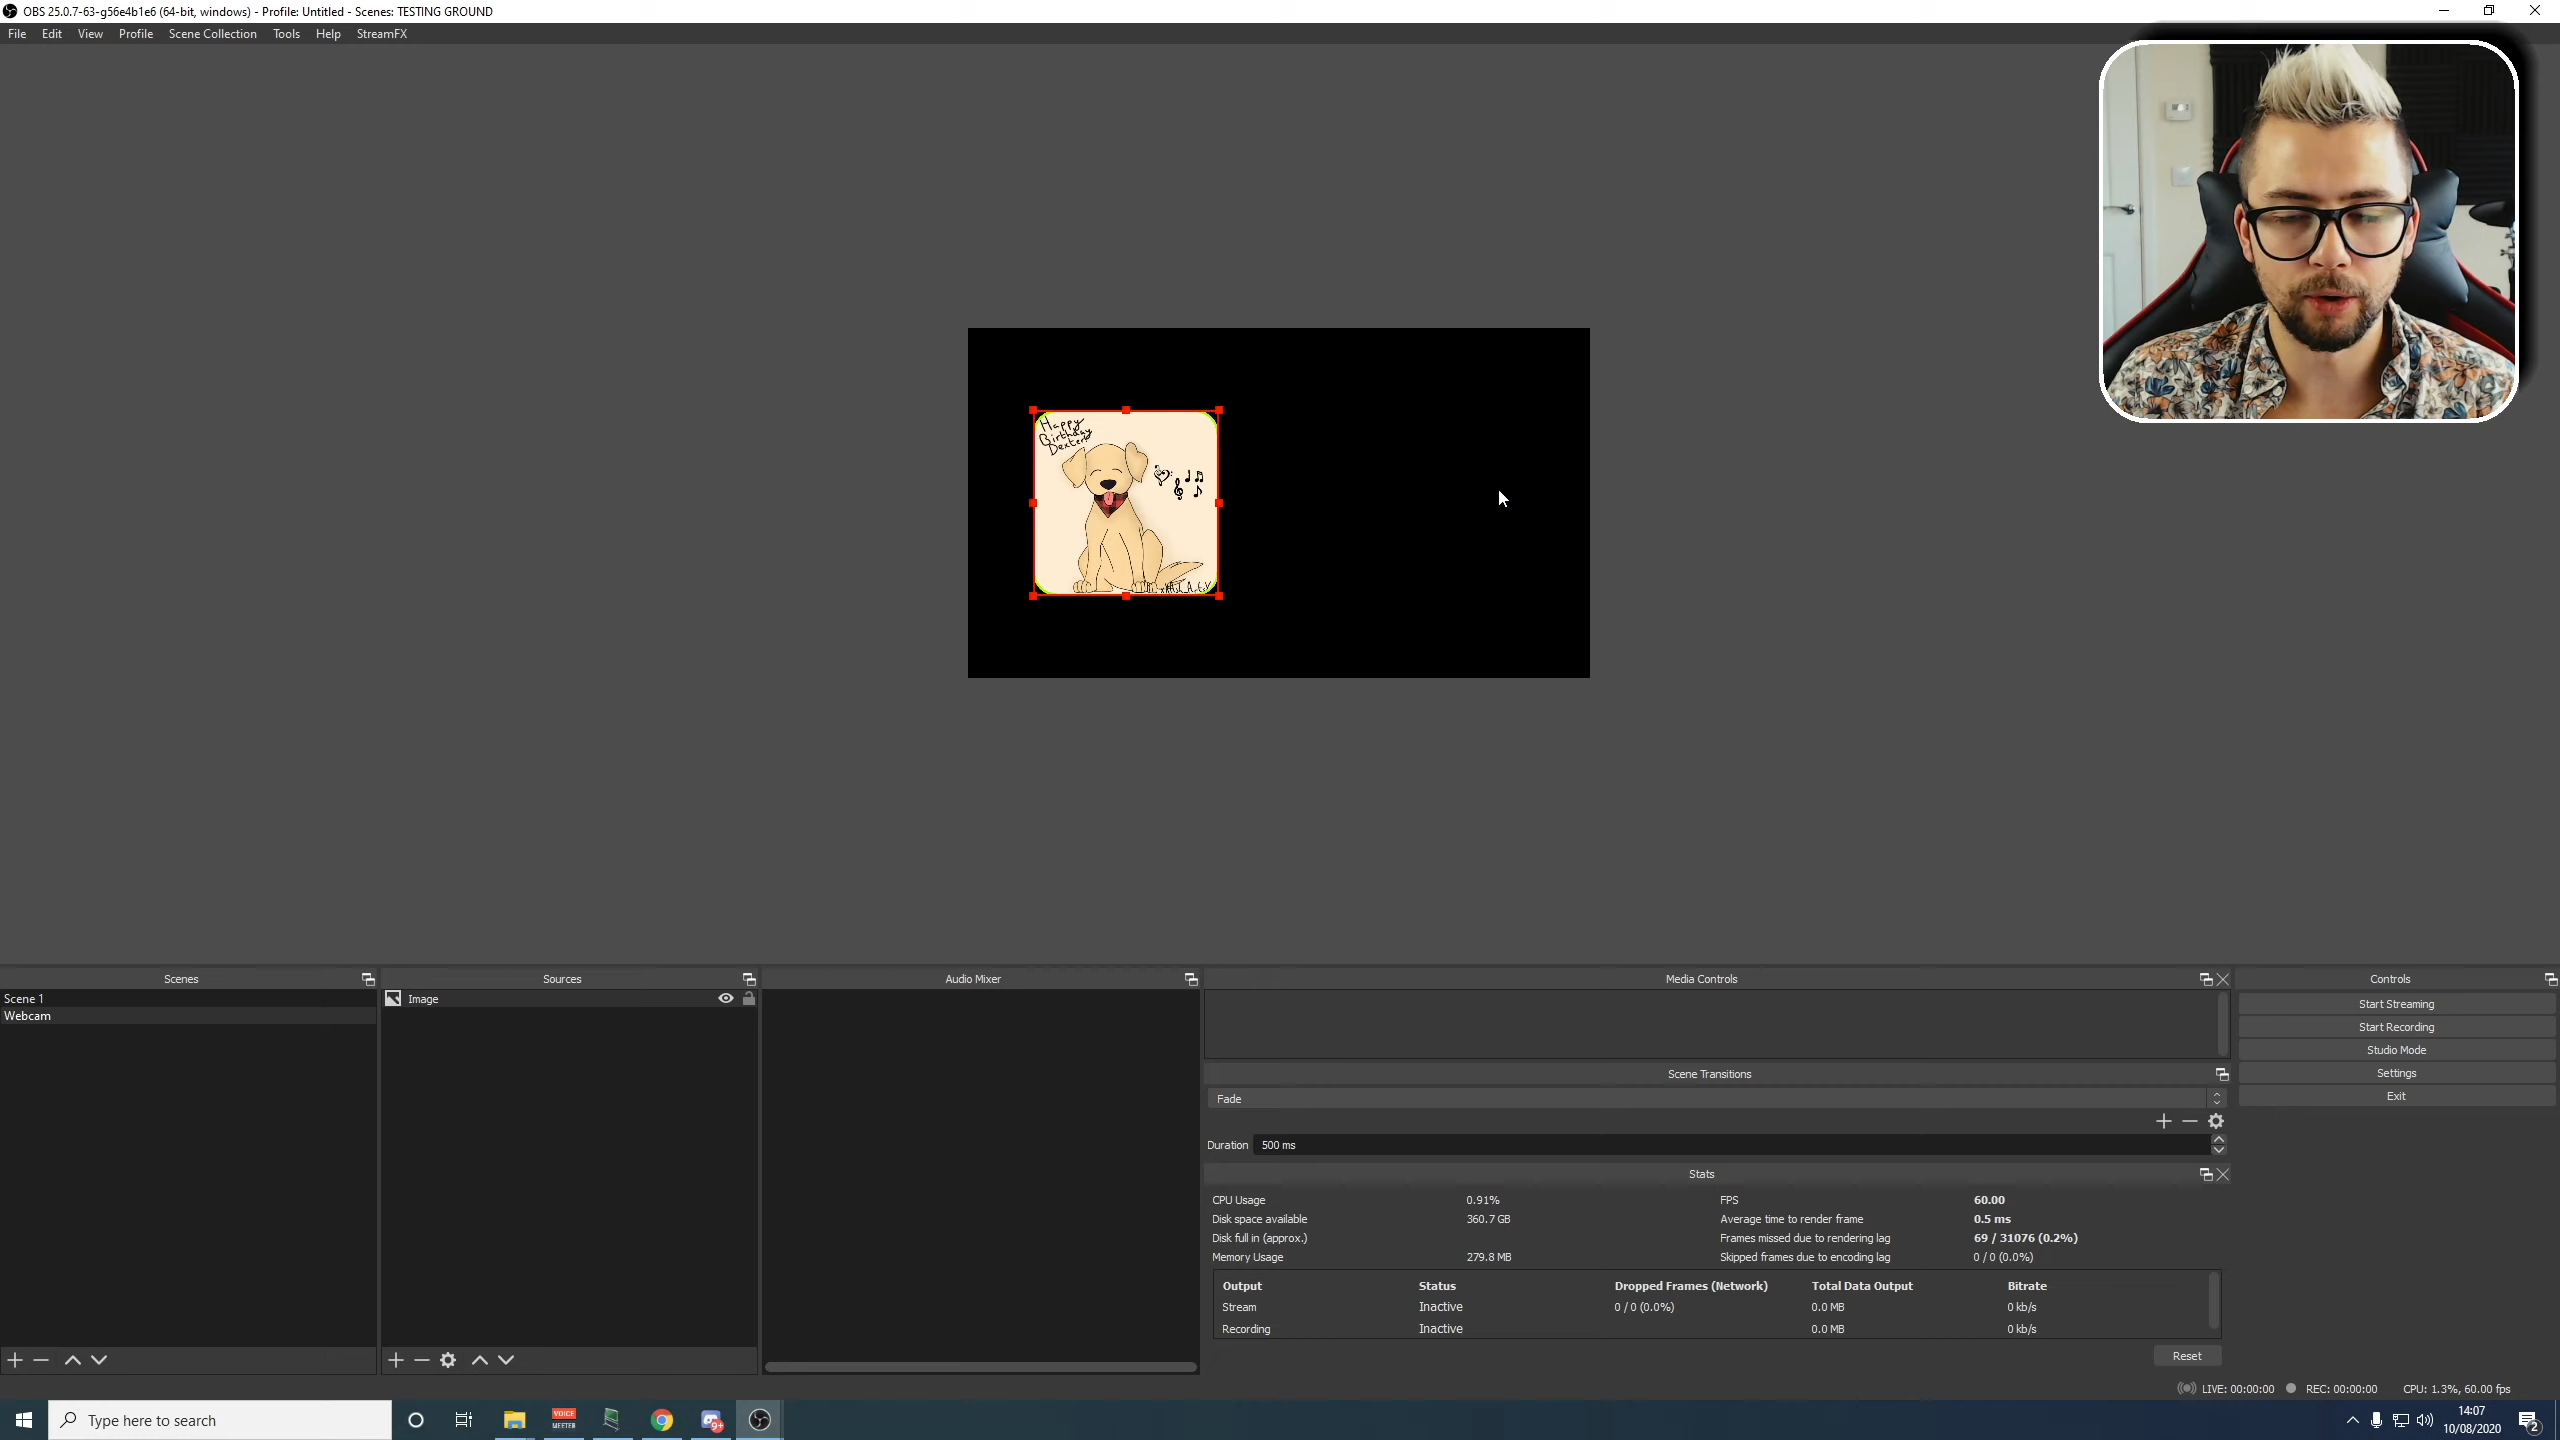 OBS 25.0.7-63-g56e4b1e6 (64-bit, windows) - Profile: Untitled - Scenes: TESTING GROUND
File Edit View Profile Scene Collection Tools Help StreamFX
Happy
Birthday
Dexter!
Scenes
Scene 1
Webcam
Sources
Image
Audio Mixer
Media Controls
Scene Transitions
Fade
Duration 500 ms
Stats
CPU Usage 0.91% FPS 60.00
Disk space available 360.7 GB Average time to render frame 0.5 ms
Disk full in (approx.) Frames missed due to rendering lag 69 / 31076 (0.2%)
Memory Usage 279.8 MB Skipped frames due to encoding lag 0 / 0 (0.0%)
Output Status Dropped Frames (Network) Total Data Output Bitrate
Stream Inactive 0 / 0 (0.0%) 0.0 MB 0 kb/s
Recording Inactive 0.0 MB 0 kb/s
Reset
Controls
Start Streaming
Start Recording
Studio Mode
Settings
Exit
LIVE: 00:00:00 REC: 00:00:00 CPU: 1.3%, 60.00 fps
Type here to search
VOICE
MEETER
9+
14:07
10/08/2020
2